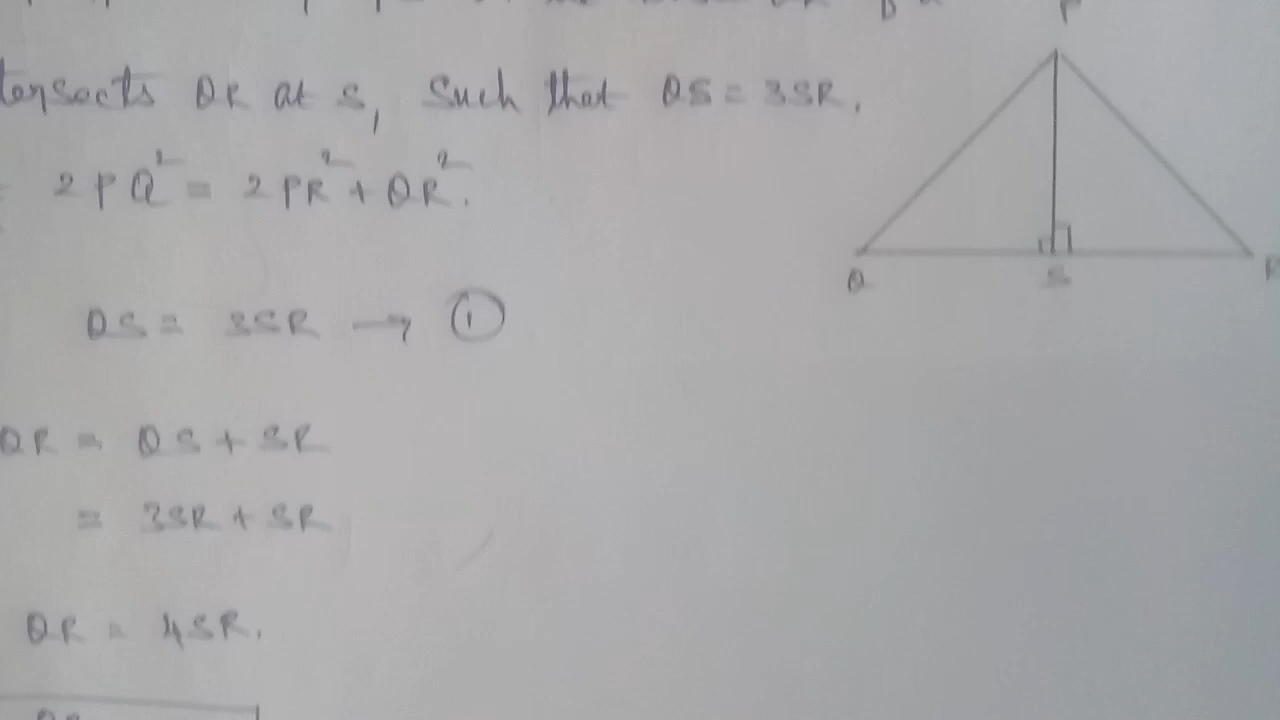 tersects QR at S, Such that QS = 3SR.
2PQ² = 2PR² + QR².
QS = 3SR → ①
QR = QS + SR
= 3SR + SR
QR = 4SR.
P
Q
S